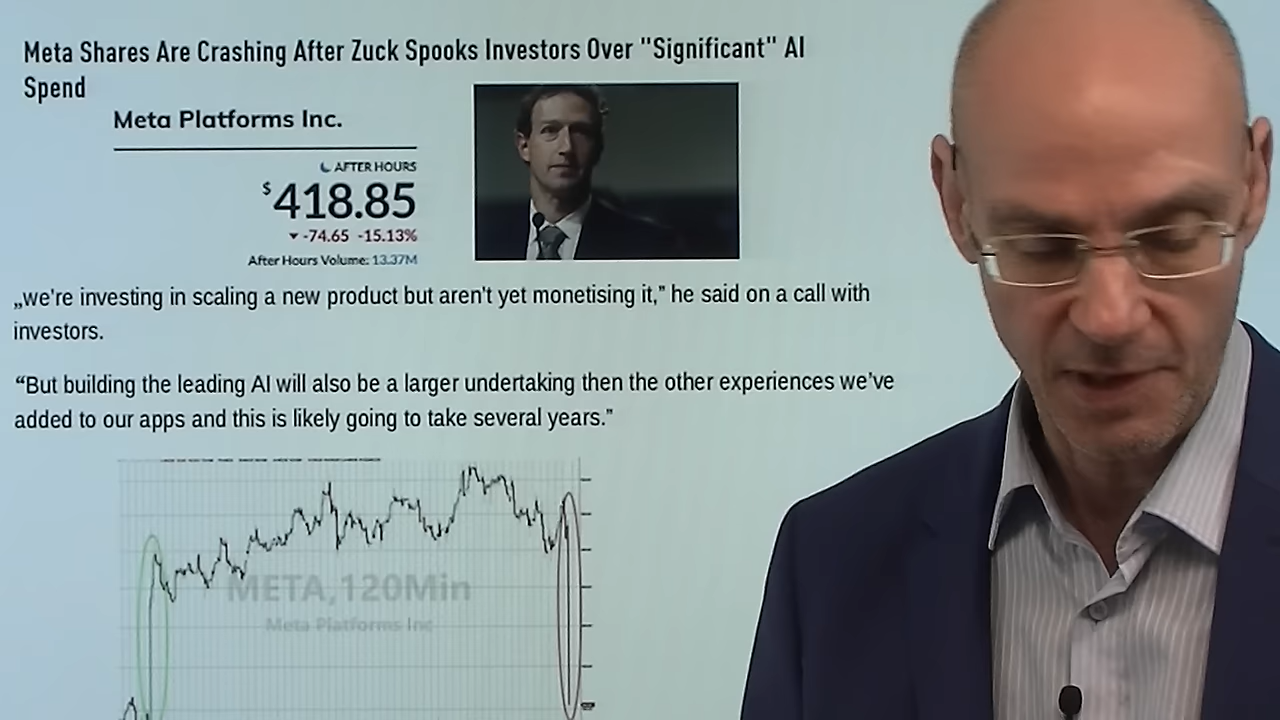 Meta Shares Are Crashing After Zuck Spooks Investors Over "Significant" AI
Spend
Meta Platforms Inc.
AFTER HOURS
$418.85
▼ -74.65 -15.13%
After Hours Volume: 13.37M
„we're investing in scaling a new product but aren't yet monetising it,” he said on a call with
investors.
“But building the leading AI will also be a larger undertaking then the other experiences we've
added to our apps and this is likely going to take several years.”
META,120Min
Meta Platforms Inc